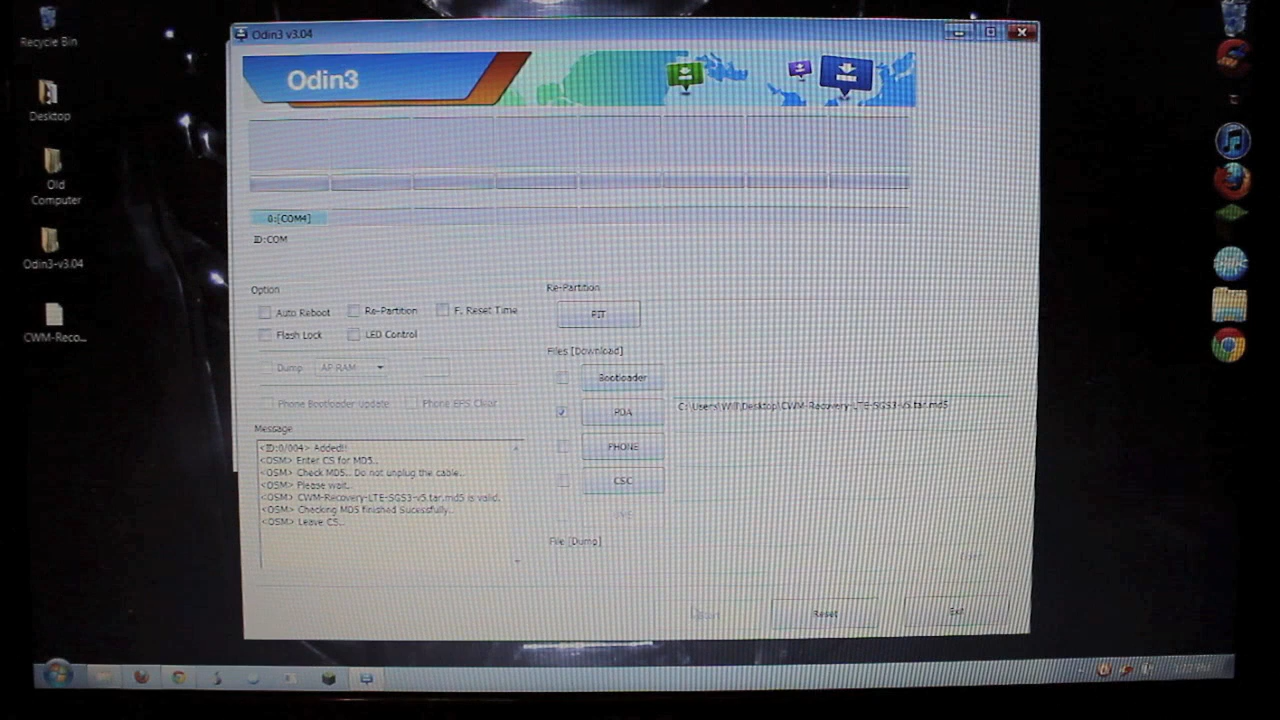 Odin3 v3.04
Odin3
Recycle Bin
Desktop
Old
Computer
Odin3-v3.04
CWM-Reco...
0:[COM4]
ID:COM
Option
Auto Reboot
Re-Partition
F. Reset Time
Flash Lock
LED Control
Dump
AP RAM
Phone Bootloader Update
Phone EFS Clear
Message
<ID:0/004> Added!!
<OSM> Enter CS for MD5..
<OSM> Check MD5.. Do not unplug the cable..
<OSM> Please wait..
<OSM> CWM-Recovery-LTE-SGS3-v5.tar.md5 is valid.
<OSM> Checking MD5 finished Sucessfully..
<OSM> Leave CS..
Re-Partition
PIT
Files [Download]
Bootloader
PDA
C:\Users\Will\Desktop\CWM-Recovery-LTE-SGS3-v5.tar.md5
PHONE
CSC
UMS
File [Dump]
Start
Reset
Exit